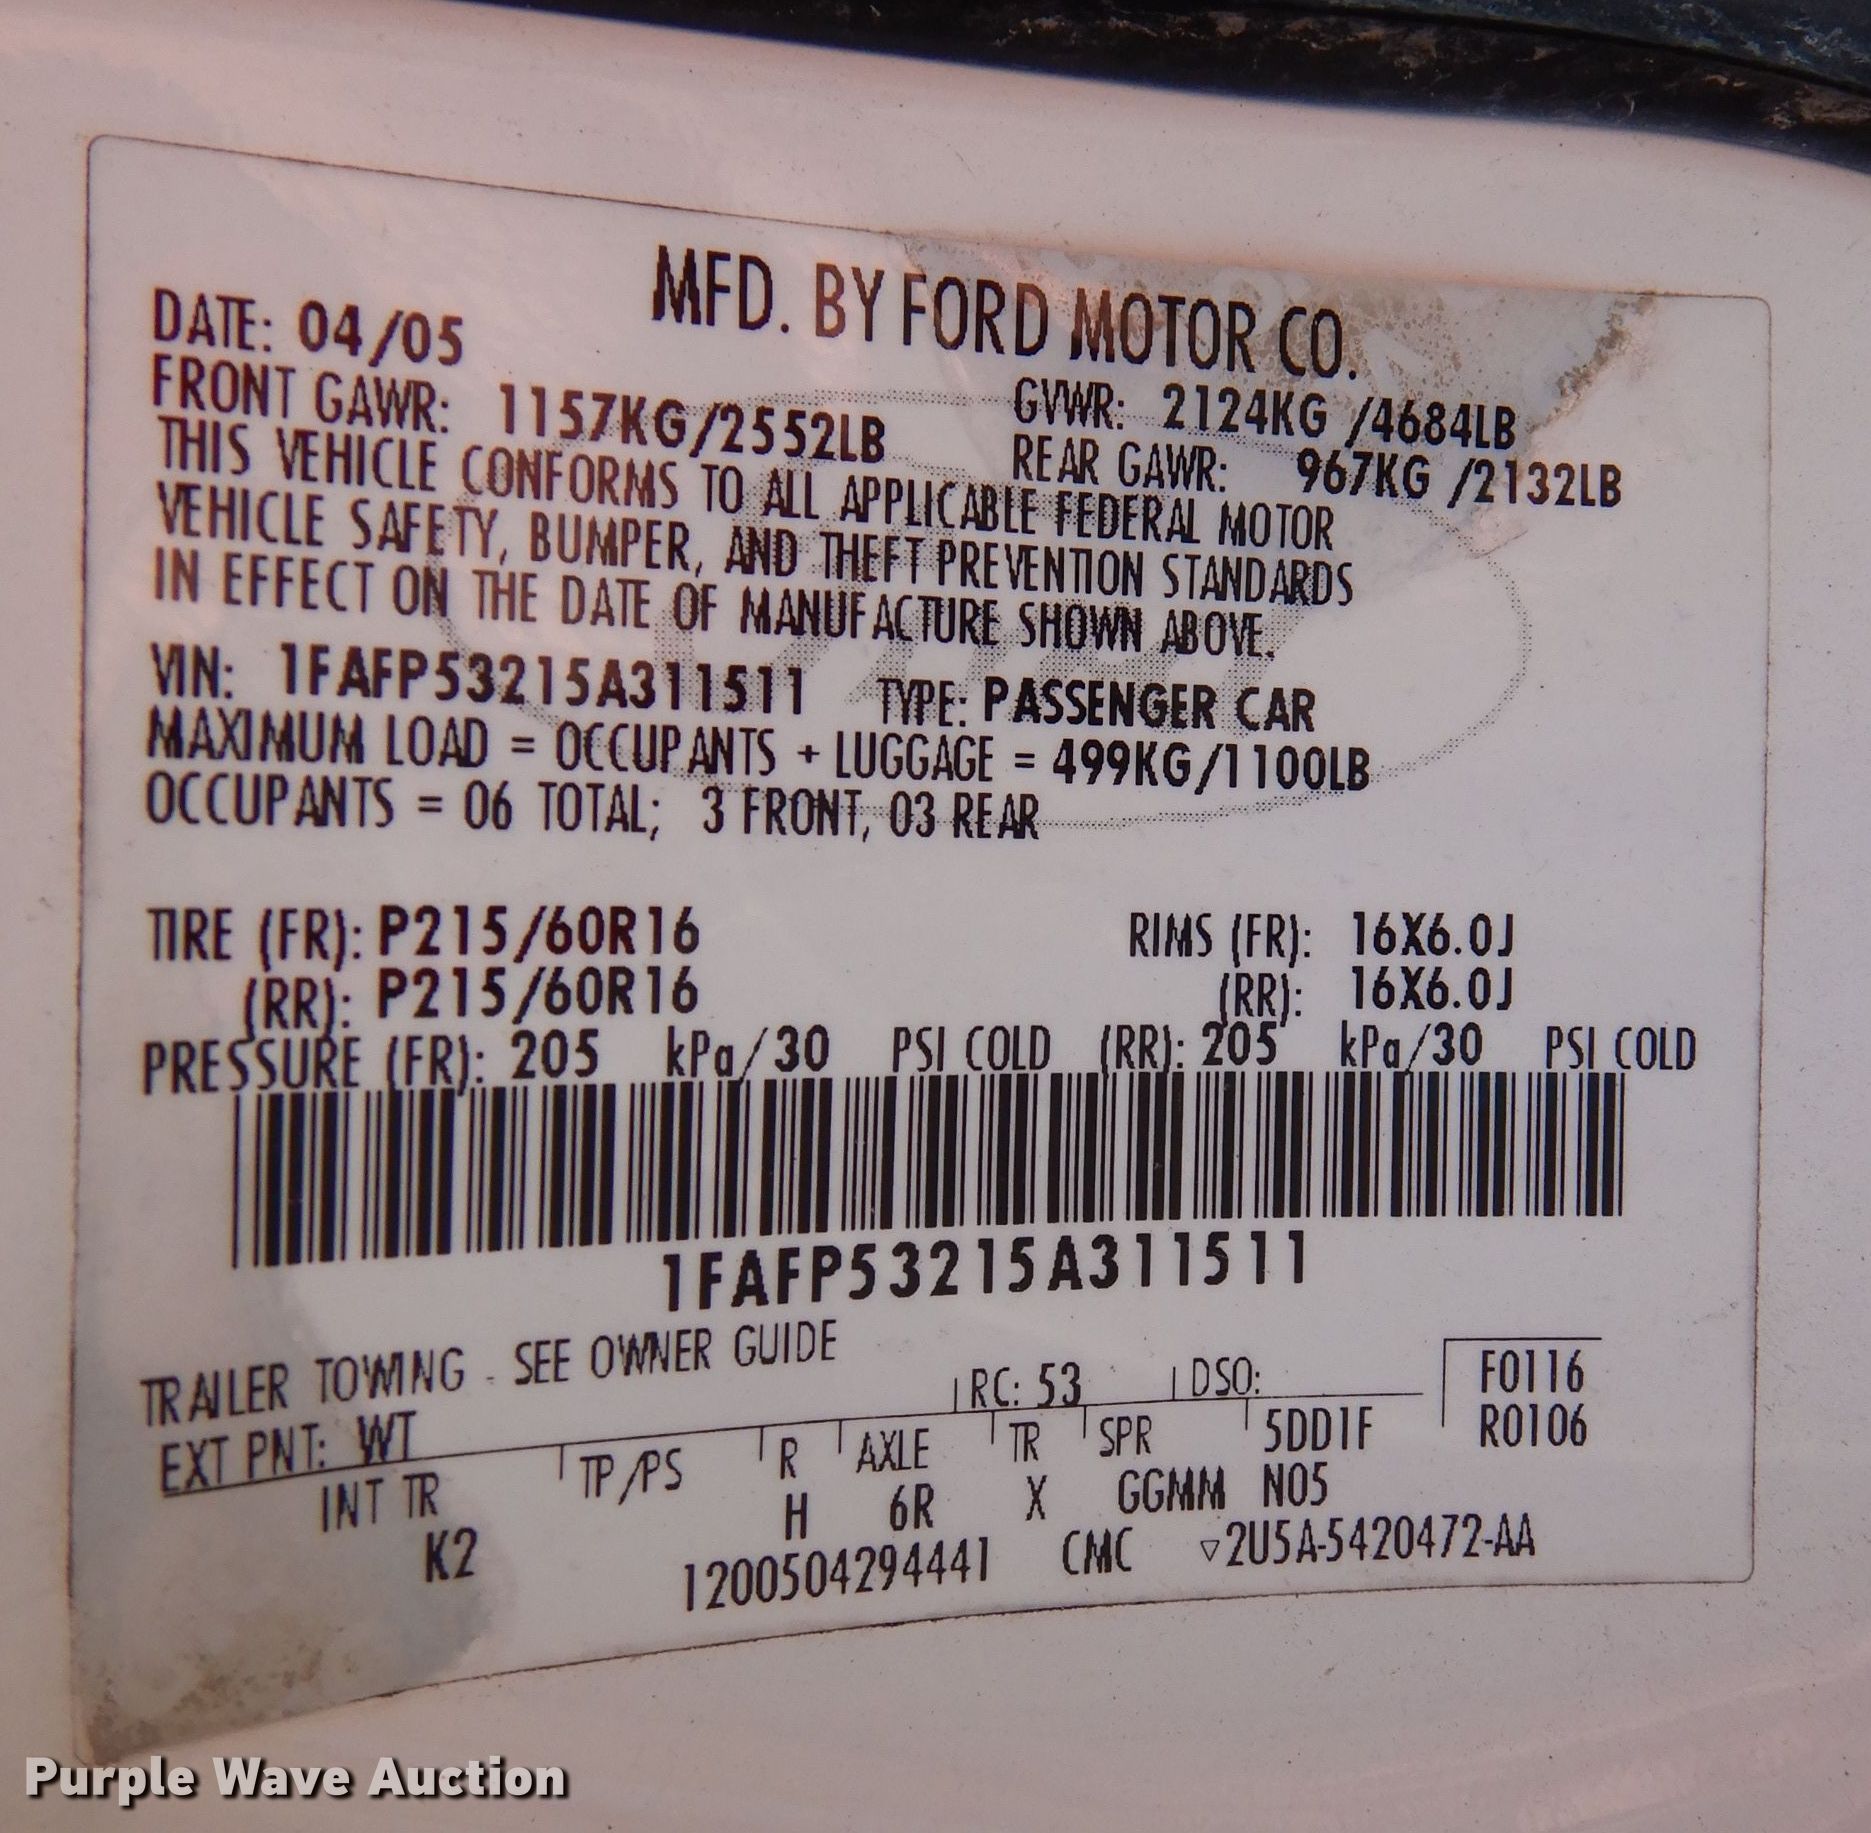 MFD. BY FORD MOTOR CO.
DATE: 04/05
GVWR: 2124KG /4684LB
FRONT GAWR: 1157KG/2552LB
REAR GAWR: 967KG /2132LB
THIS VEHICLE CONFORMS TO ALL APPLICABLE FEDERAL MOTOR
VEHICLE SAFETY, BUMPER, AND THEFT PREVENTION STANDARDS
IN EFFECT ON THE DATE OF MANUFACTURE SHOWN ABOVE.
VIN: 1FAFP53215A311511 TYPE: PASSENGER CAR
MAXIMUM LOAD = OCCUPANTS + LUGGAGE = 499KG/1100LB
OCCUPANTS = 06 TOTAL; 3 FRONT, 03 REAR
TIRE (FR): P215/60R16 RIMS (FR): 16X6.0J
(RR): P215/60R16 (RR): 16X6.0J
PRESSURE (FR): 205 kPa/30 PSI COLD (RR): 205 kPa/30 PSI COLD
1FAFP53215A311511
TRAILER TOWING - SEE OWNER GUIDE
F0116
EXT PNT: WT RC: 53 DSO:
R0106
INT TR TP/PS R AXLE TR SPR 5DD1F
K2 H 6R X GGMM N05
1200504294441 CMC ▽2U5A-5420472-AA
Purple Wave Auction